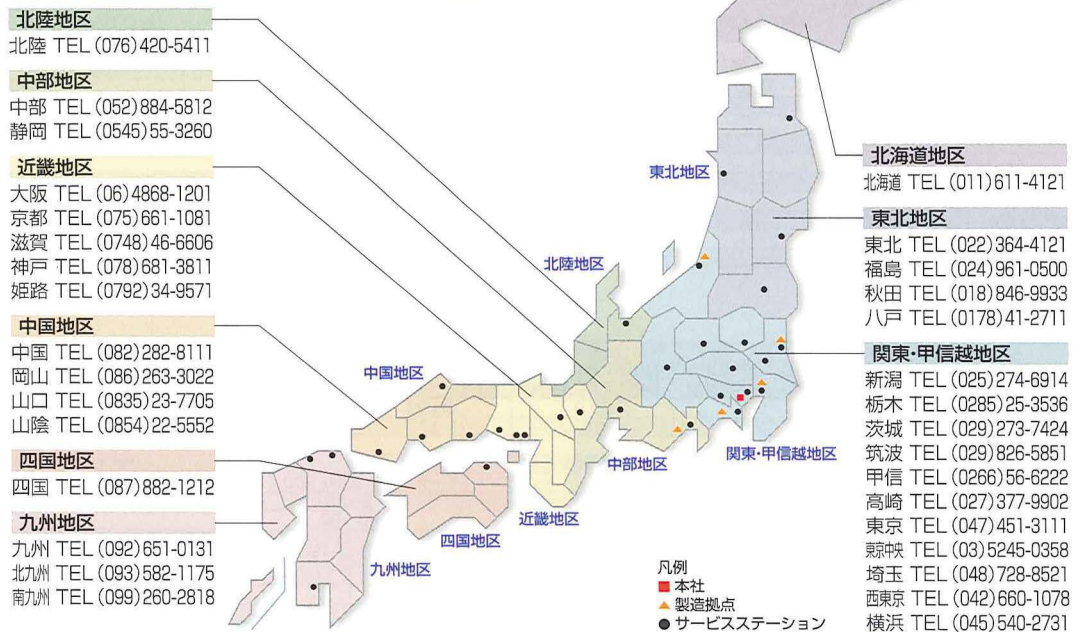 北陸地区
北陸 TEL (076) 420-5411
中部地区
中部 TEL (052) 884-5812
静岡 TEL (0545) 55-3260
近畿地区
大阪 TEL (06) 4868-1201
京都 TEL (075) 661-1081
滋賀 TEL (0748) 46-6606
神戸 TEL (078) 681-3811
姫路 TEL (0792) 34-9571
中国地区
中国 TEL (082) 282-8111
岡山 TEL (086) 263-3022
山口 TEL (0835) 23-7705
山陰 TEL (0854) 22-5552
四国地区
四国 TEL (087) 882-1212
九州地区
九州 TEL (092) 651-0131
北九州 TEL (093) 582-1175
南九州 TEL (099) 260-2818
東北地区
北陸地区
中国地区
中部地区
関東・甲信越地区
近畿地区
四国地区
九州地区
凡例
本社
製造拠点
サービスステーション
北海道地区
北海道 TEL (011) 611-4121
東北地区
東北 TEL (022) 364-4121
福島 TEL (024) 961-0500
秋田 TEL (018) 846-9933
八戸 TEL (0178) 41-2711
関東・甲信越地区
新潟 TEL (025) 274-6914
栃木 TEL (0285) 25-3536
茨城 TEL (029) 273-7424
筑波 TEL (029) 826-5851
甲信 TEL (0266) 56-6222
高崎 TEL (027) 377-9902
東京 TEL (047) 451-3111
東京中央 TEL (03) 5245-0358
埼玉 TEL (048) 728-8521
西東京 TEL (042) 660-1078
横浜 TEL (045) 540-2731